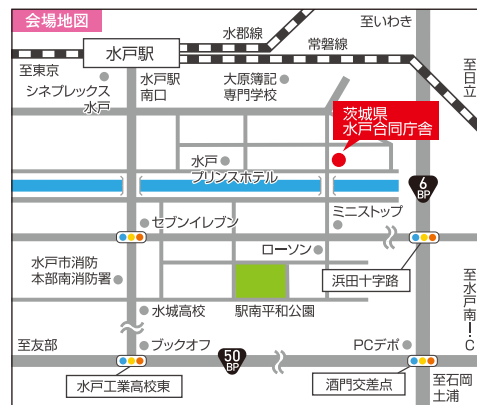 会場地図
水郡線
至いわき
水戸駅
常磐線
至東京
シネプレックス
水戸
水戸駅
南口
大原簿記
専門学校
至日立
茨城県
水戸合同庁舎
水戸
プリンスホテル
6
BP
セブンイレブン
ミニストップ
ローソン
水戸市消防
本部南消防署
浜田十字路
水城高校
駅南平和公園
至水戸南I・C
至友部
ブックオフ
50
BP
PCデポ
水戸工業高校東
酒門交差点
至石岡
土浦